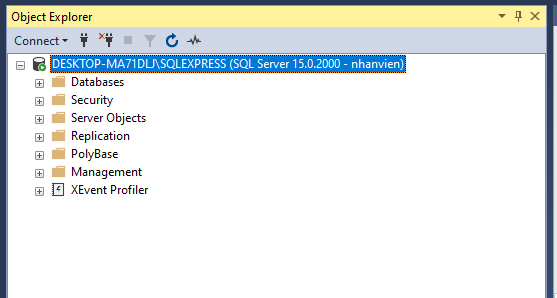 Object Explorer
Connect
DESKTOP-MA71DLJ\SQLEXPRESS (SQL Server 15.0.2000 - nhanvien)
Databases
Security
Server Objects
Replication
PolyBase
Management
XEvent Profiler